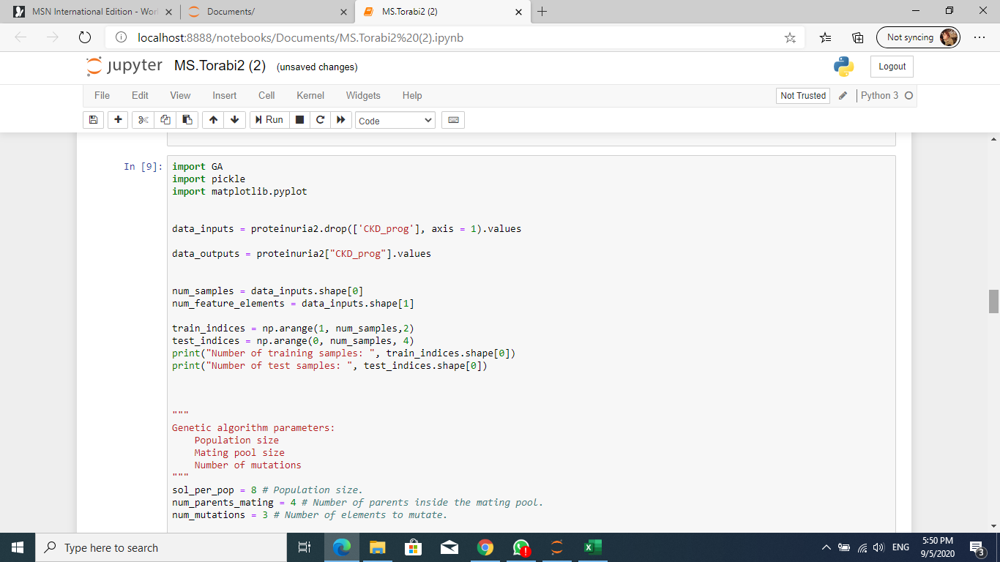 MSN International Edition - Worl
Documents/
MS.Torabi2 (2)
localhost:8888/notebooks/Documents/MS.Torabi2%20(2).ipynb
Not syncing
jupyter MS.Torabi2 (2) (unsaved changes)
Logout
File Edit View Insert Cell Kernel Widgets Help
Not Trusted
Python 3
Run
Code
In [9]:
import GA
import pickle
import matplotlib.pyplot
data_inputs = proteinuria2.drop(['CKD_prog'], axis = 1).values
data_outputs = proteinuria2["CKD_prog"].values
num_samples = data_inputs.shape[0]
num_feature_elements = data_inputs.shape[1]
train_indices = np.arange(1, num_samples,2)
test_indices = np.arange(0, num_samples, 4)
print("Number of training samples: ", train_indices.shape[0])
print("Number of test samples: ", test_indices.shape[0])
"""
Genetic algorithm parameters:
    Population size
    Mating pool size
    Number of mutations
"""
sol_per_pop = 8 # Population size.
num_parents_mating = 4 # Number of parents inside the mating pool.
num_mutations = 3 # Number of elements to mutate.
Type here to search
ENG
5:50 PM
9/5/2020
3